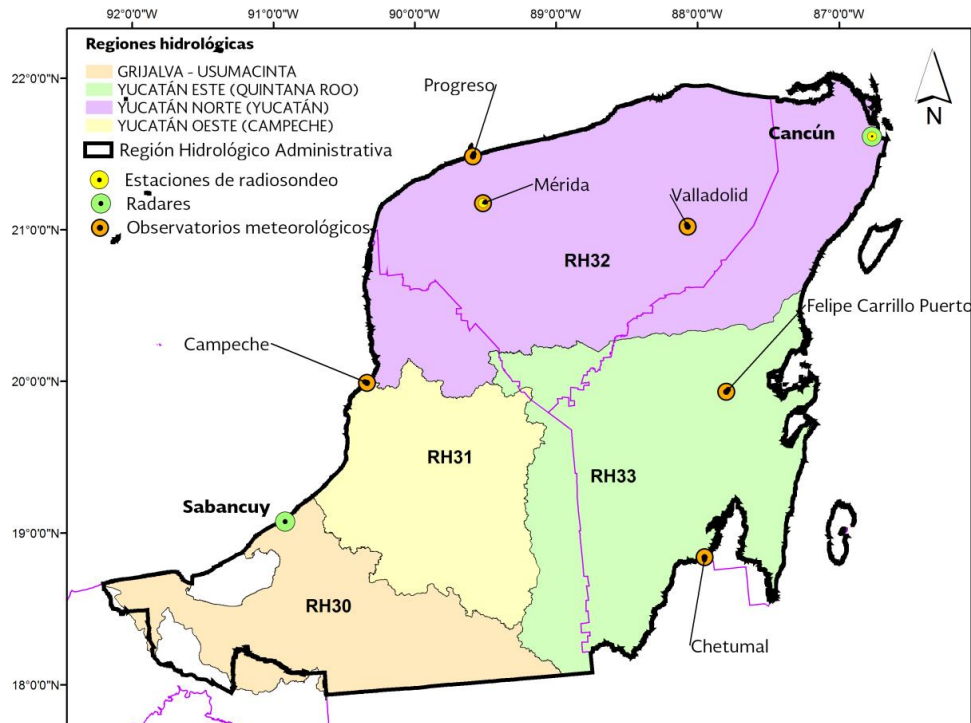 92°0'0"W
91°0'0"W
90°0'0"W
89°0'0"W
88°0'0"W
87°0'0"W
Regiones hidrológicas
GRIJALVA - USUMACINTA
YUCATÁN ESTE (QUINTANA ROO)
YUCATÁN NORTE (YUCATÁN)
YUCATÁN OESTE (CAMPECHE)
Región Hidrológico Administrativa
Estaciones de radiosondeo
Radares
Observatorios meteorológicos
22°0'0"N
21°0'0"N
20°0'0"N
19°0'0"N
18°0'0"N
N
Progreso
Cancún
Mérida
Valladolid
RH32
Felipe Carrillo Puerto
Campeche
RH31
RH33
Sabancuy
RH30
Chetumal